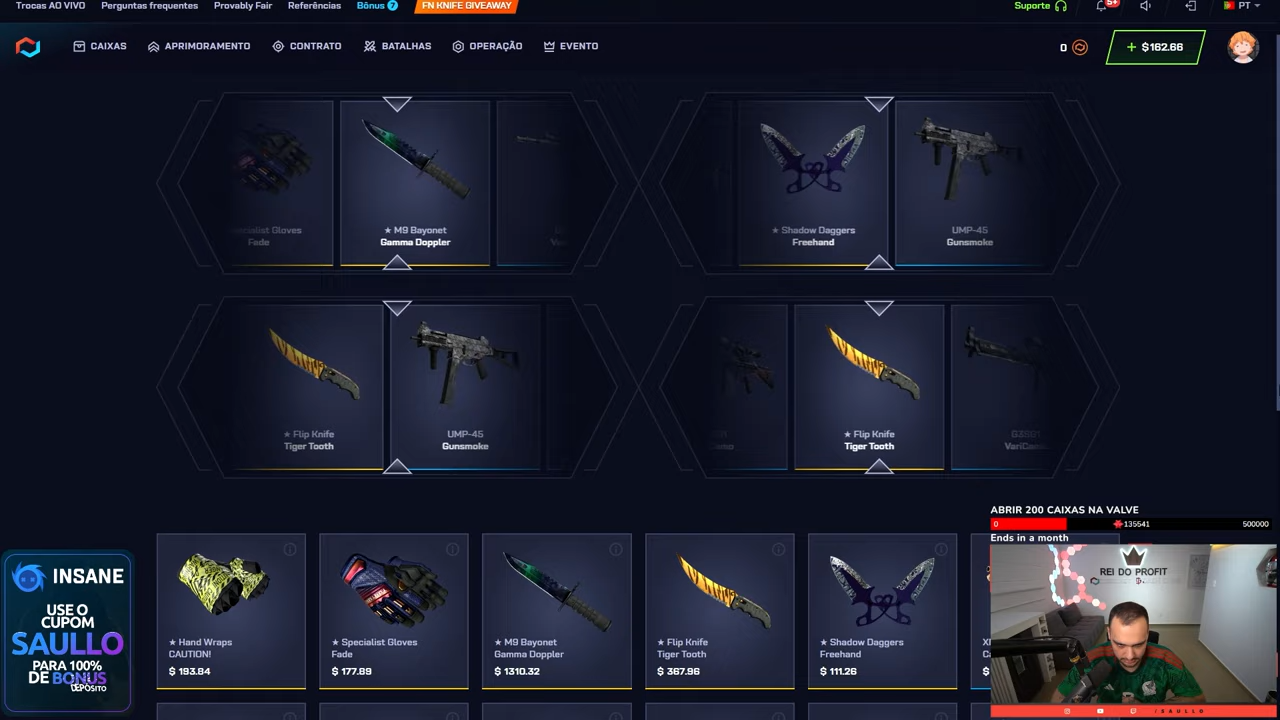 Trocas AO VIVO Perguntas frequentes Provably Fair Referências Bônus 7 FN KNIFE GIVEAWAY Suporte 5+ PT
CAIXAS APRIMORAMENTO CONTRATO BATALHAS OPERAÇÃO EVENTO 0 + $162.66
Specialist Gloves
Fade
★ M9 Bayonet
Gamma Doppler
★ Shadow Daggers
Freehand
UMP-45
Gunsmoke
★ Flip Knife
Tiger Tooth
UMP-45
Gunsmoke
★ Flip Knife
Tiger Tooth
G3SG1
VariCamo
ABRIR 200 CAIXAS NA VALVE
0 135541 500000
Ends in a month
★ Hand Wraps
CAUTION!
$ 193.84
★ Specialist Gloves
Fade
$ 177.89
★ M9 Bayonet
Gamma Doppler
$ 1310.32
★ Flip Knife
Tiger Tooth
$ 367.96
★ Shadow Daggers
Freehand
$ 111.26
INSANE
USE O
CUPOM
SAULLO
PARA 100%
DE BONUS
DEPÓSITO
REI DO PROFIT
/SAULLO